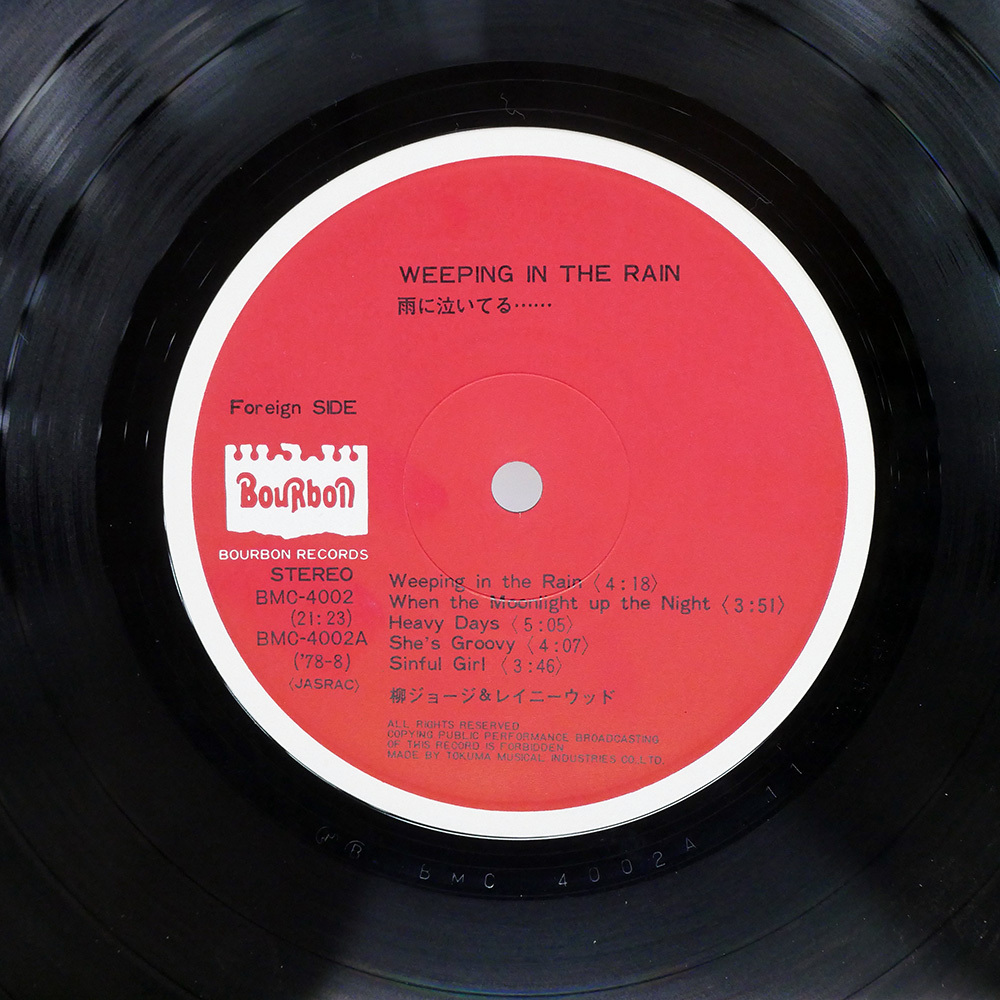 WEEPING IN THE RAIN
雨に泣いてる……
Foreign SIDE
BouRbon
BOURBON RECORDS
STEREO
BMC-4002
(21:23)
BMC-4002A
('78-8)
〈JASRAC〉
Weeping in the Rain 〈4:18〉
When the Moonlight up the Night 〈3:51〉
Heavy Days 〈5:05〉
She's Groovy 〈4:07〉
Sinful Girl 〈3:46〉
柳ジョージ&レイニーウッド
ALL RIGHTS RESERVED
COPYING PUBLIC PERFORMANCE BROADCASTING
OF THIS RECORD IS FORBIDDEN
MADE BY TOKUMA MUSICAL INDUSTRIES CO.LTD.
BMC. 4002A 1 1